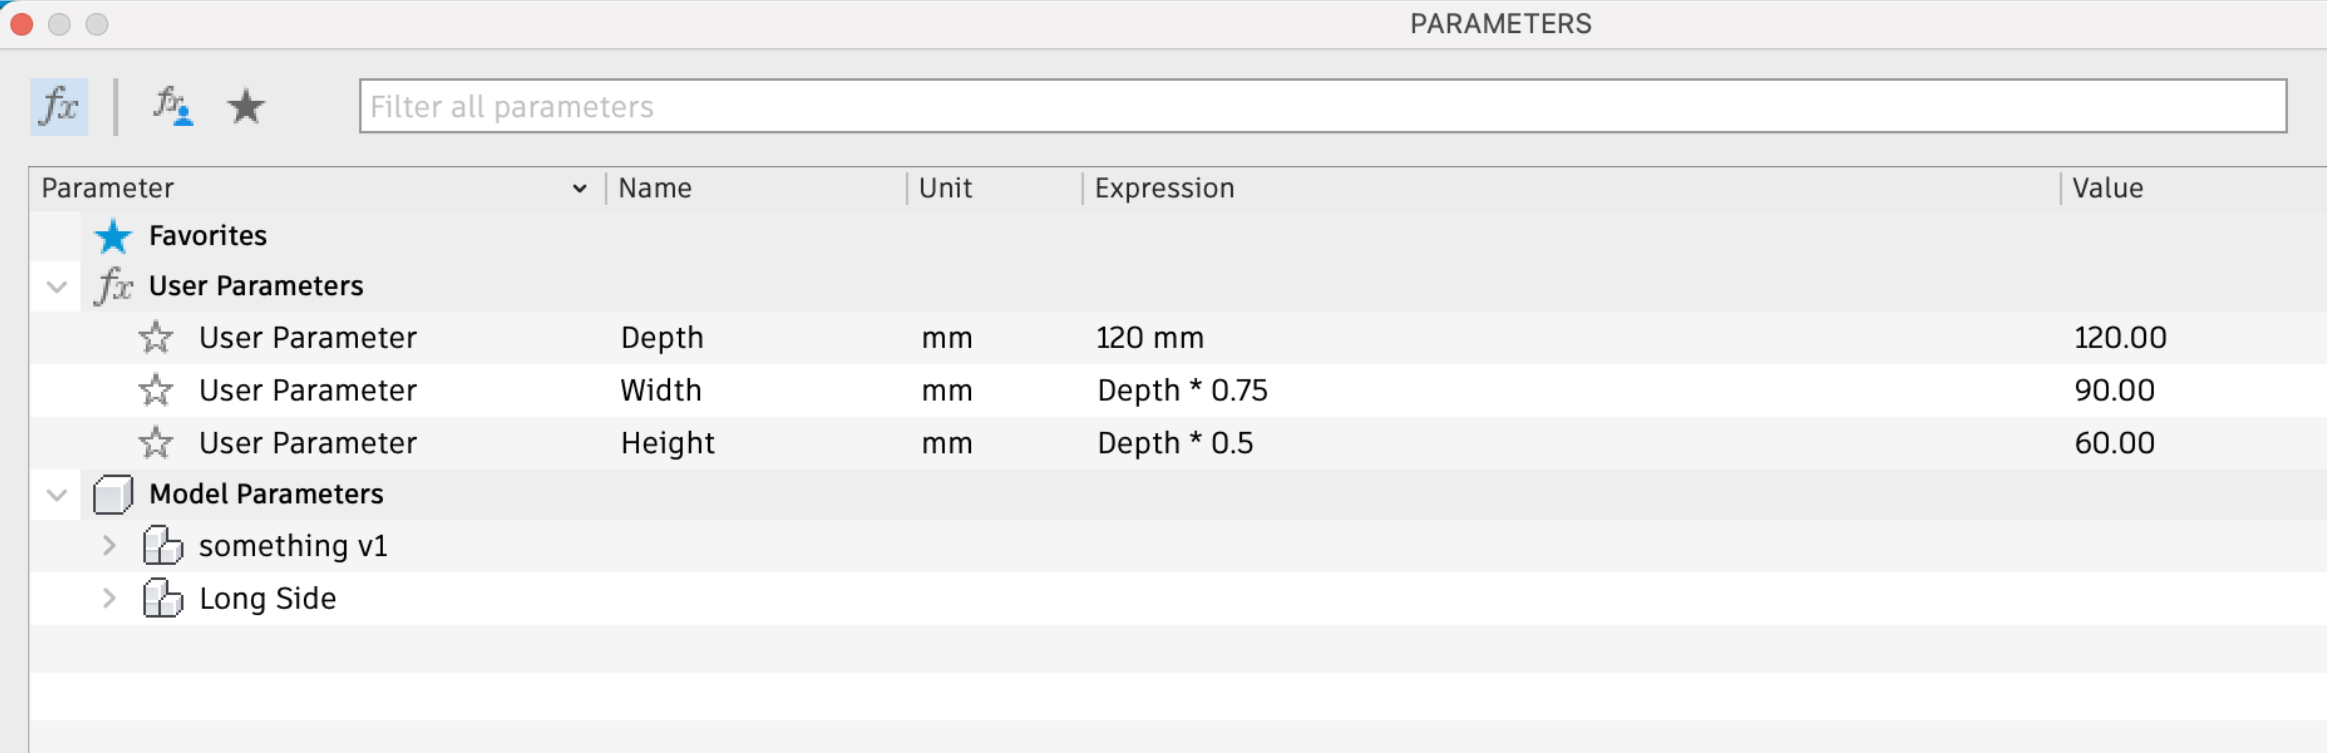 PARAMETERS
fx fx Filter all parameters
Parameter Name Unit Expression Value
Favorites
fx User Parameters
User Parameter Depth mm 120 mm 120.00
User Parameter Width mm Depth * 0.75 90.00
User Parameter Height mm Depth * 0.5 60.00
Model Parameters
something v1
Long Side